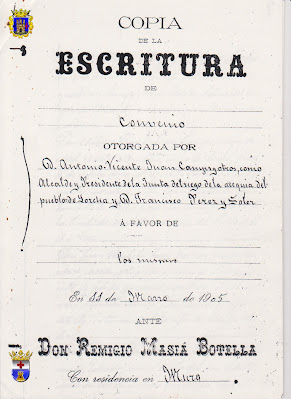 COPIA
DE LA
ESCRITURA
DE
Convenio
OTORGADA POR
D. Antonio-Vicente Juan Camps y otros, como
Alcalde y Presidente de la Junta del riego de la acequia del
pueblo de Lorcha y D. Francisco Perez y Soler
Á FAVOR DE
los mismos
En 11 de Marzo de 1905
ANTE
DON REMIGIO MASIÁ BOTELLA
Con residencia en Muro